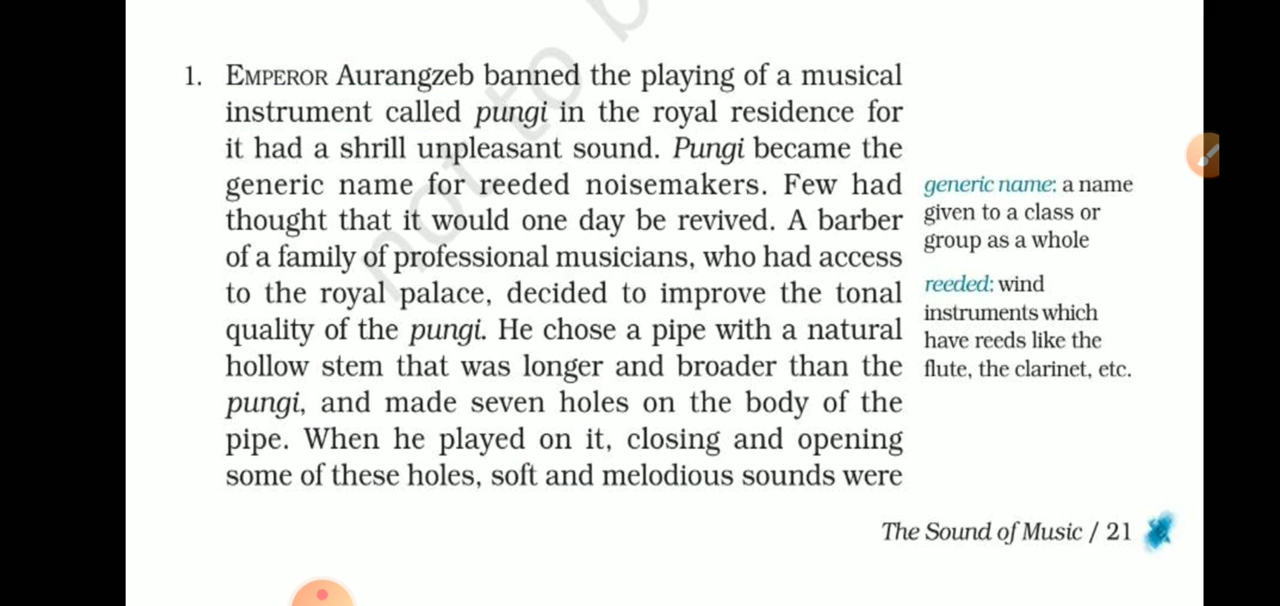 1. EMPEROR Aurangzeb banned the playing of a musical
instrument called pungi in the royal residence for
it had a shrill unpleasant sound. Pungi became the
generic name for reeded noisemakers. Few had
thought that it would one day be revived. A barber
of a family of professional musicians, who had access
to the royal palace, decided to improve the tonal
quality of the pungi. He chose a pipe with a natural
hollow stem that was longer and broader than the
pungi, and made seven holes on the body of the
pipe. When he played on it, closing and opening
some of these holes, soft and melodious sounds were
generic name: a name
given to a class or
group as a whole
reeded: wind
instruments which
have reeds like the
flute, the clarinet, etc.
The Sound of Music / 21
not to b